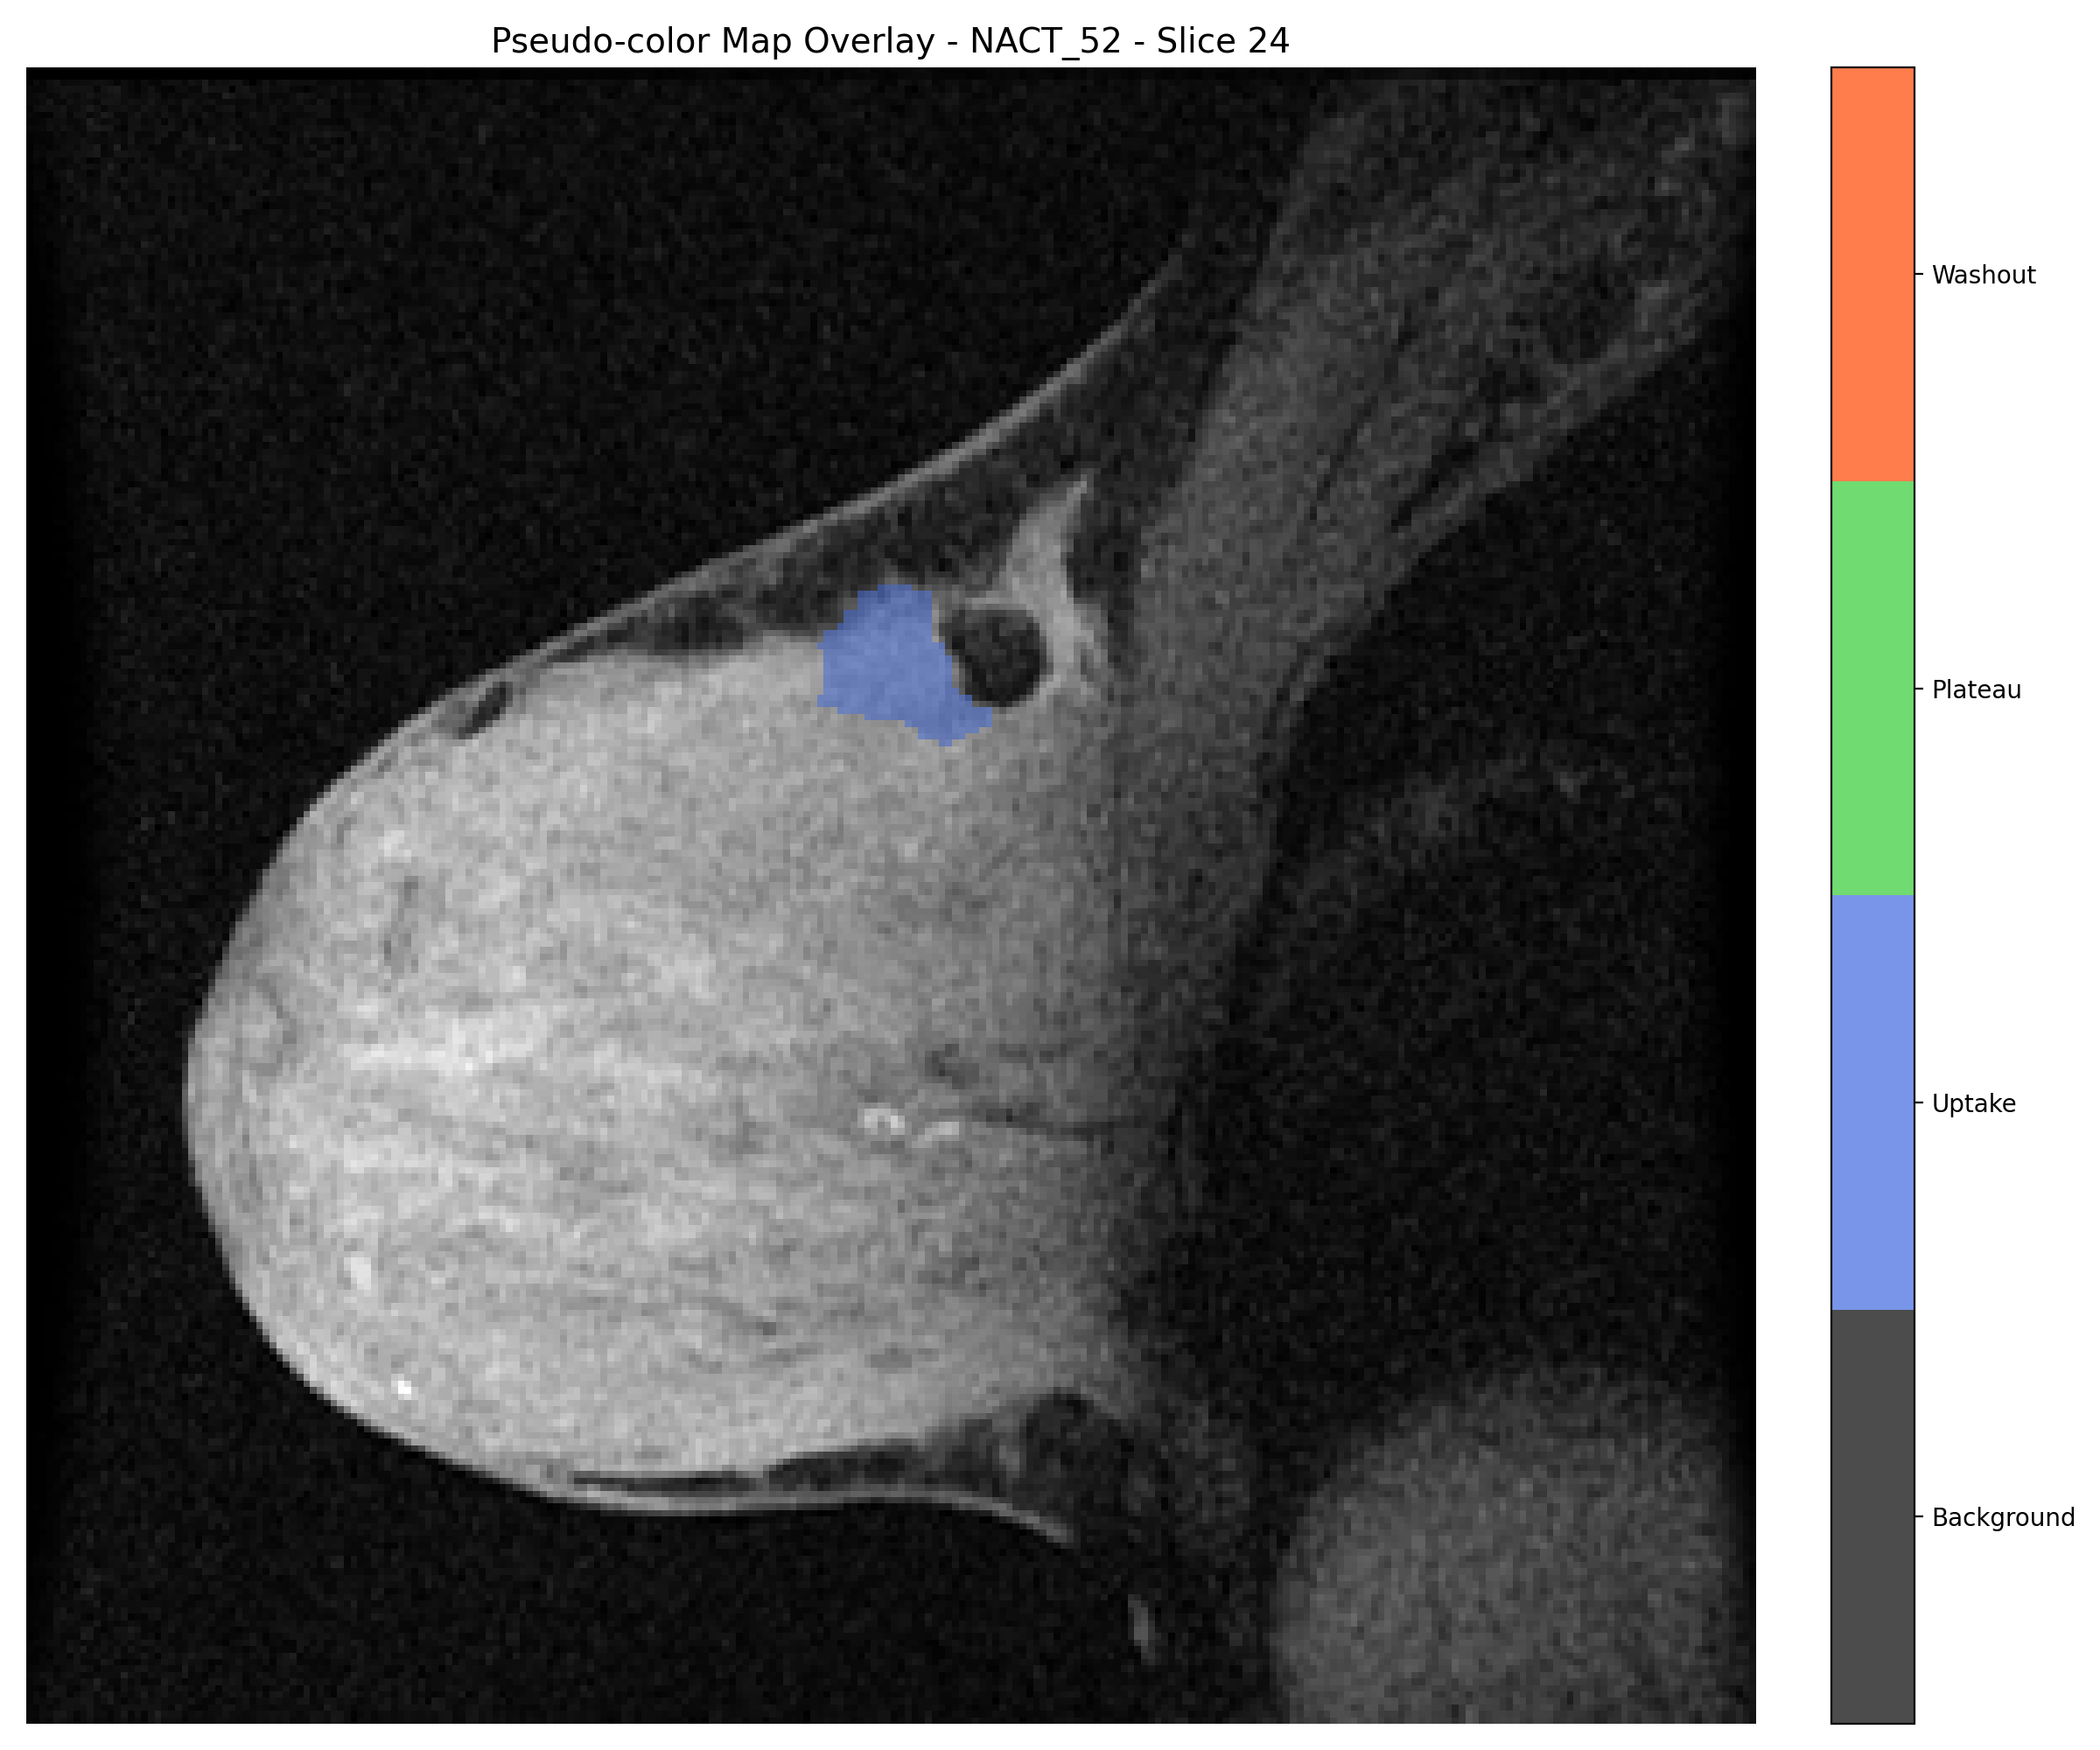 Pseudo-color Map Overlay - NACT_52 - Slice 24
Washout
Plateau
Uptake
Background